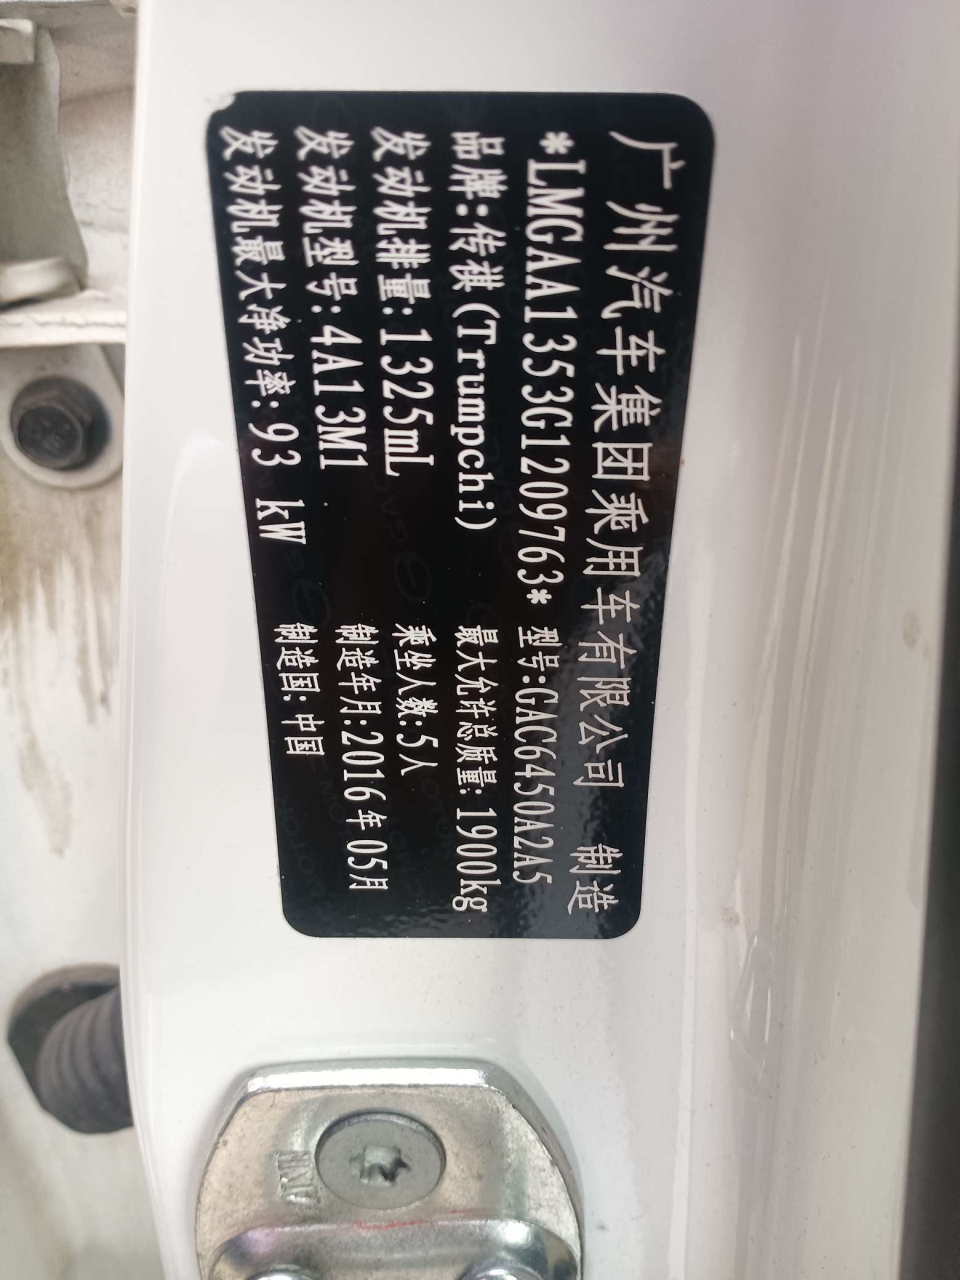 广州汽车集团乘用车有限公司 制造
*LMGAA1353G1209763* 型号:GAC6450A2A5
品牌:传祺(Trumpchi) 最大允许总质量:1900kg
发动机排量:1325mL 乘坐人数:5人
发动机型号:4A13M1 制造年月:2016年05月
发动机最大净功率:93 kW 制造国:中国